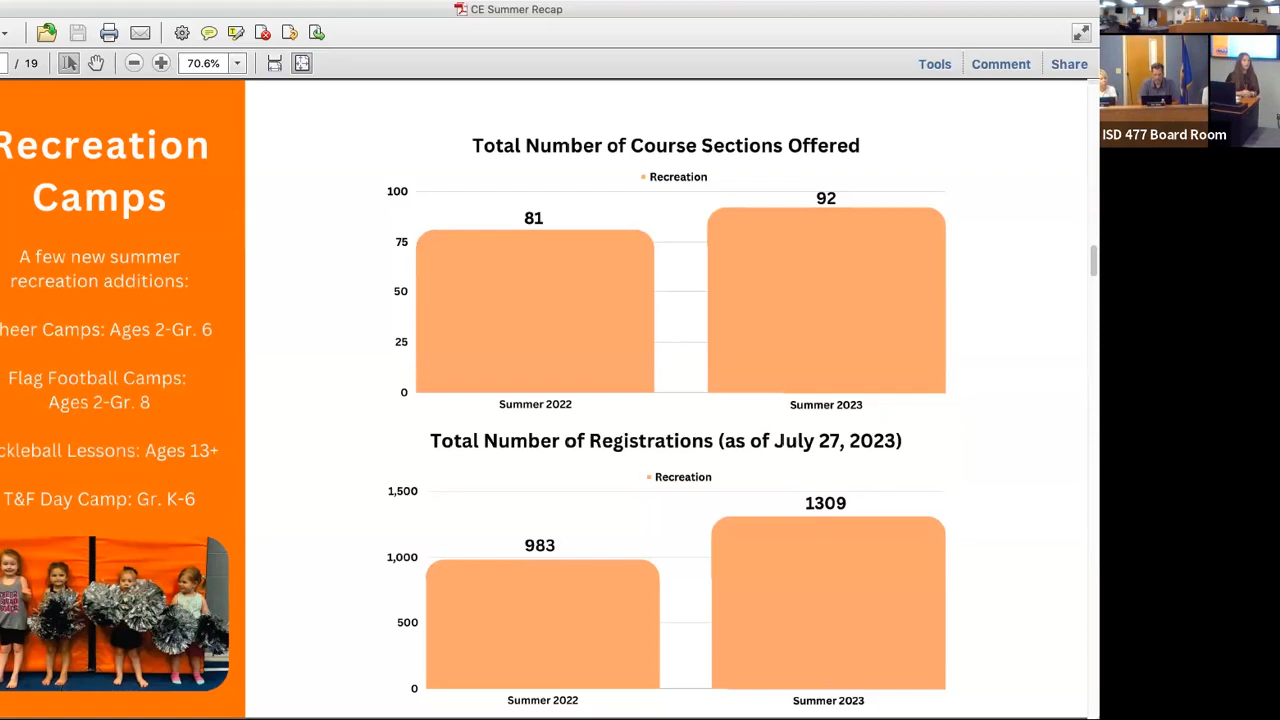 CE Summer Recap
/ 19
70.6%
Tools
Comment
Share
ISD 477 Board Room
Recreation
Camps
A few new summer
recreation additions:
heer Camps: Ages 2-Gr. 6
Flag Football Camps:
Ages 2-Gr. 8
ckleball Lessons: Ages 13+
T&F Day Camp: Gr. K-6
Total Number of Course Sections Offered
Recreation
100
75
50
25
0
81
92
Summer 2022
Summer 2023
Total Number of Registrations (as of July 27, 2023)
Recreation
1,500
1,000
500
0
983
1309
Summer 2022
Summer 2023